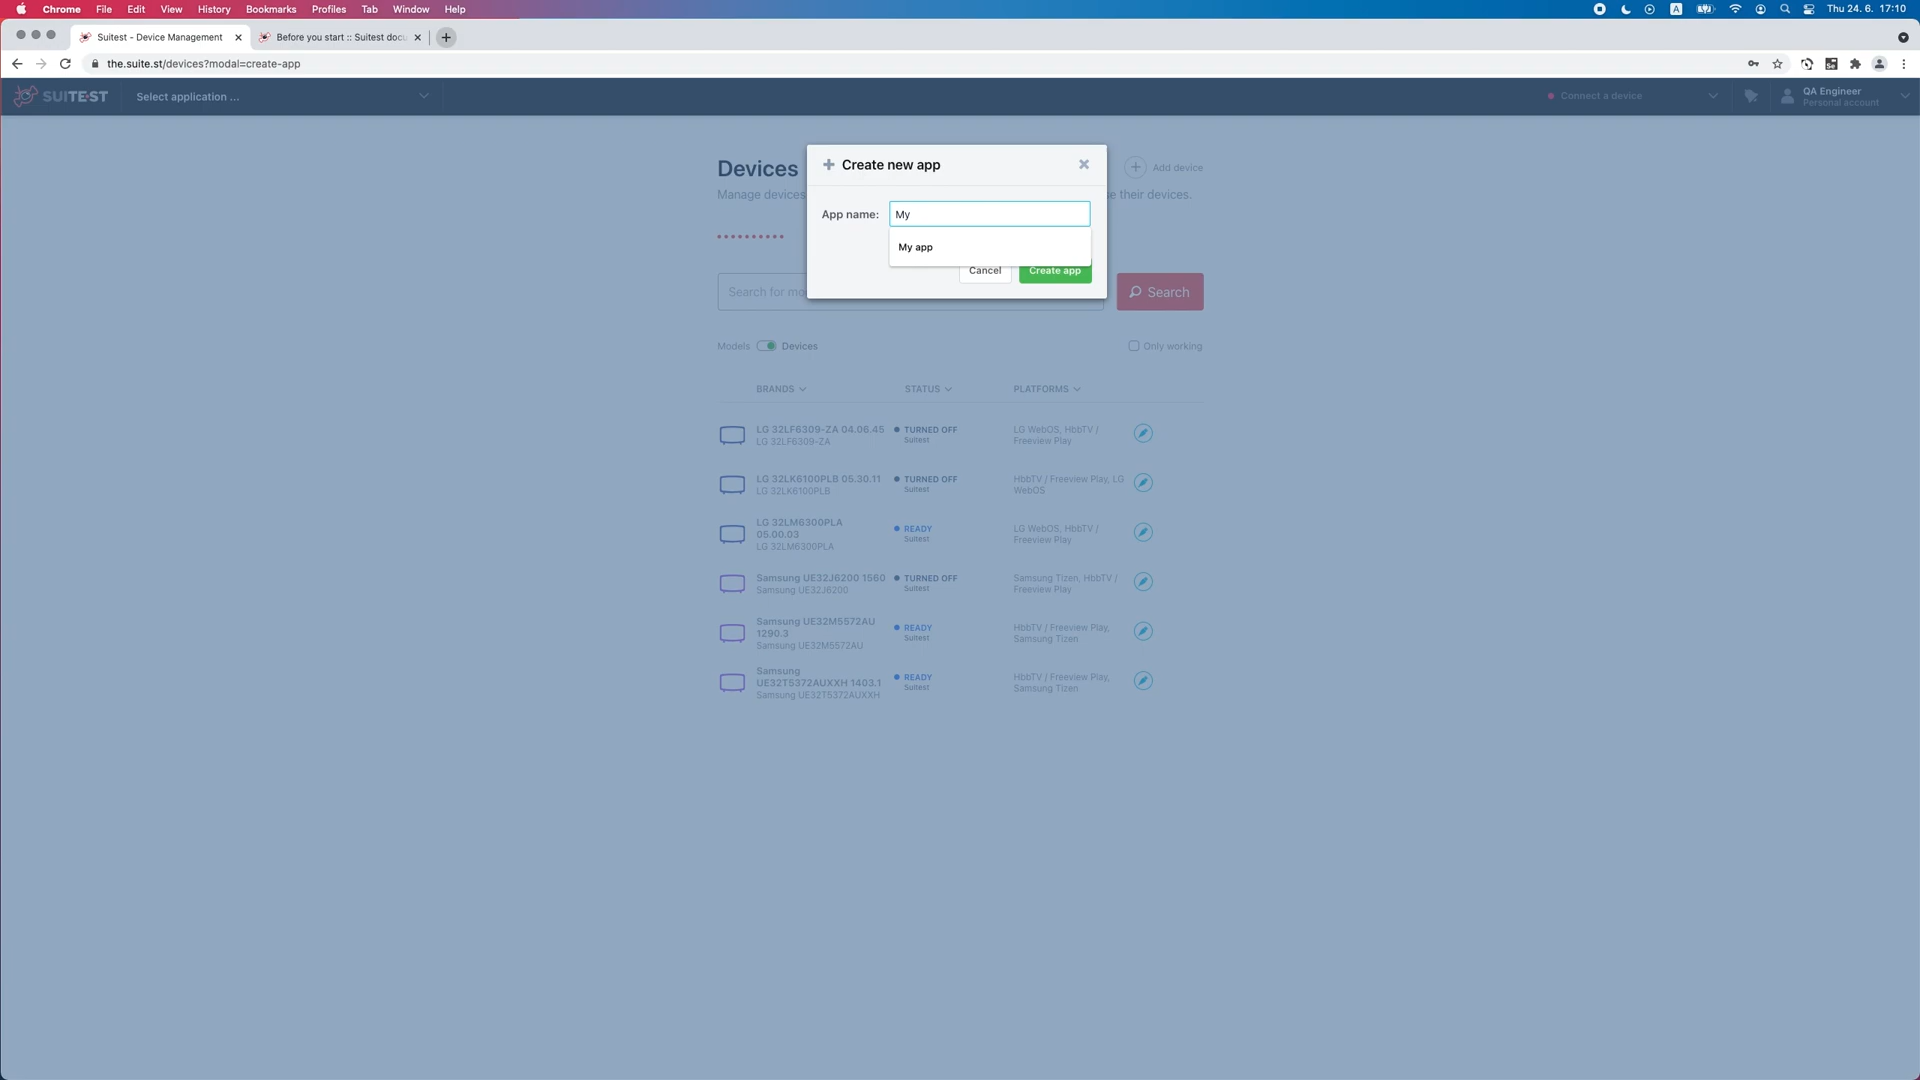 Chrome File Edit View History Bookmarks Profiles Tab Window Help A Thu 24. 6. 17:10
Suitest - Device Management Before you start :: Suitest docu
the.suite.st/devices?modal=create-app
SUITEST Select application ... Connect a device QA Engineer
Personal account
Create new app
Devices Add device
Manage devices e their devices.
App name: My
My app
Cancel Create app
Search for mo Search
Models Devices Only working
BRANDS STATUS PLATFORMS
LG 32LF6309-ZA 04.06.45 TURNED OFF LG WebOS, HbbTV /
LG 32LF6309-ZA Suitest Freeview Play
LG 32LK6100PLB 05.30.11 TURNED OFF HbbTV / Freeview Play, LG
LG 32LK6100PLB Suitest WebOS
LG 32LM6300PLA READY LG WebOS, HbbTV /
05.00.03 Suitest Freeview Play
LG 32LM6300PLA
Samsung UE32J6200 1560 TURNED OFF Samsung Tizen, HbbTV /
Samsung UE32J6200 Suitest Freeview Play
Samsung UE32M5572AU READY HbbTV / Freeview Play,
1290.3 Suitest Samsung Tizen
Samsung UE32M5572AU
Samsung READY HbbTV / Freeview Play,
UE32T5372AUXXH 1403.1 Suitest Samsung Tizen
Samsung UE32T5372AUXXH